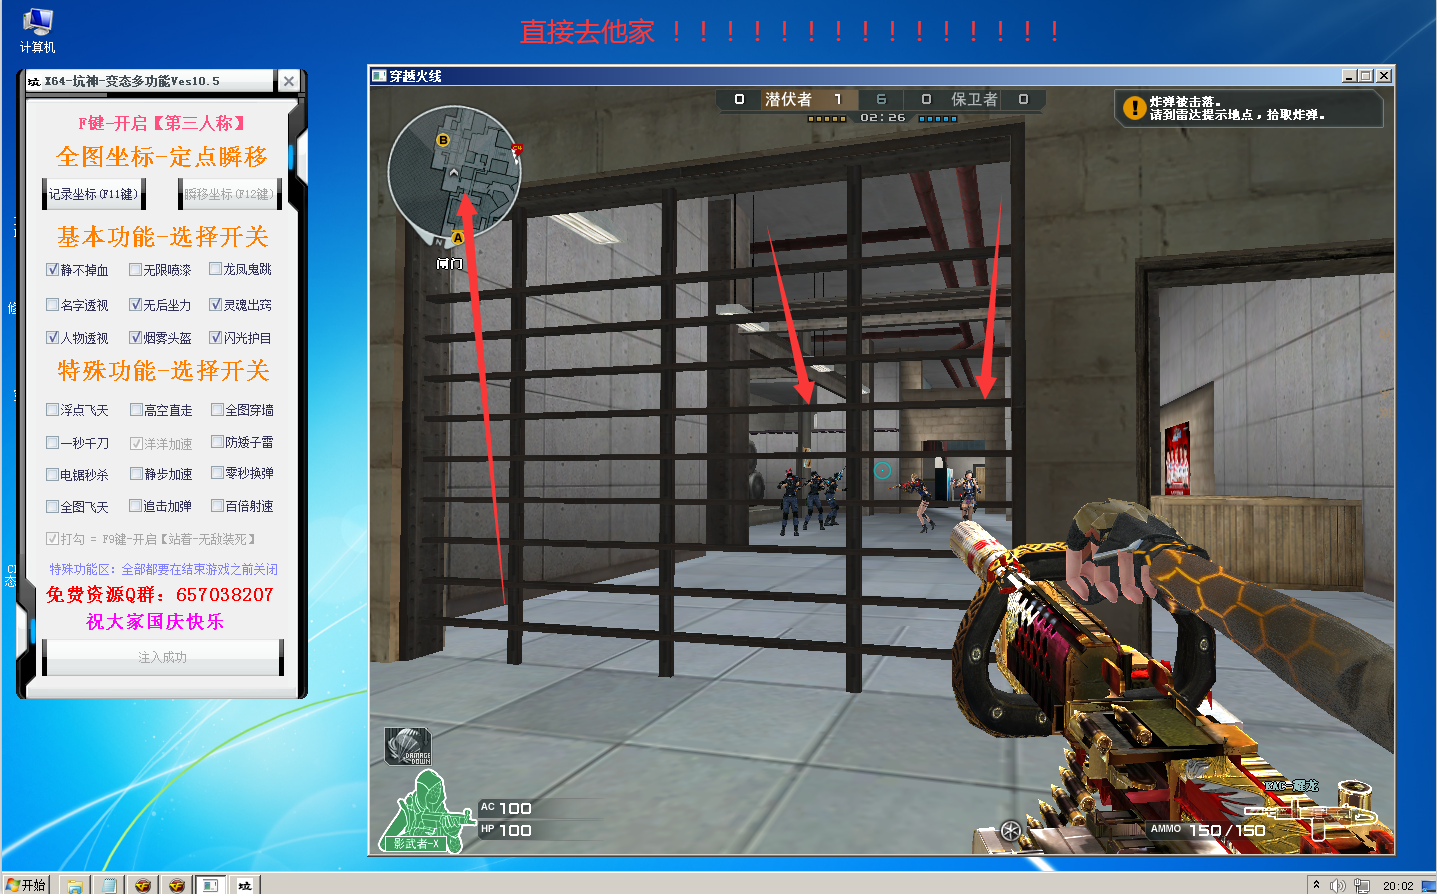 计算机
直接去他家 ！！！！！！！！！！！！！！！
X64-坑神-变态多功能Ves10.5
F键-开启【第三人称】
全图坐标-定点瞬移
记录坐标(F11键) 瞬移坐标(F12键)
基本功能-选择开关
静不掉血 无限喷漆 龙凤鬼跳
名字透视 无后坐力 灵魂出窍
人物透视 烟雾头盔 闪光护目
特殊功能-选择开关
浮点飞天 高空直走 全图穿墙
一秒千刀 洋洋加速 防矮子雷
电锯秒杀 静步加速 零秒换弹
全图飞天 追击加弹 百倍射速
打勾 = F9键-开启【站着-无敌装死】
特殊功能区：全部都要在结束游戏之前关闭
免费资源Q群：657038207
祝大家国庆快乐
注入成功
穿越火线
0 潜伏者 1 6 0 保卫者 0
02:26
炸弹被击落。
请到雷达提示地点，拾取炸弹。
B
C4
A
N
闸门
DAMAGE DOWN
AC 100
HP 100
影武者-X
AMMO 150/150
开始
坑
20:02